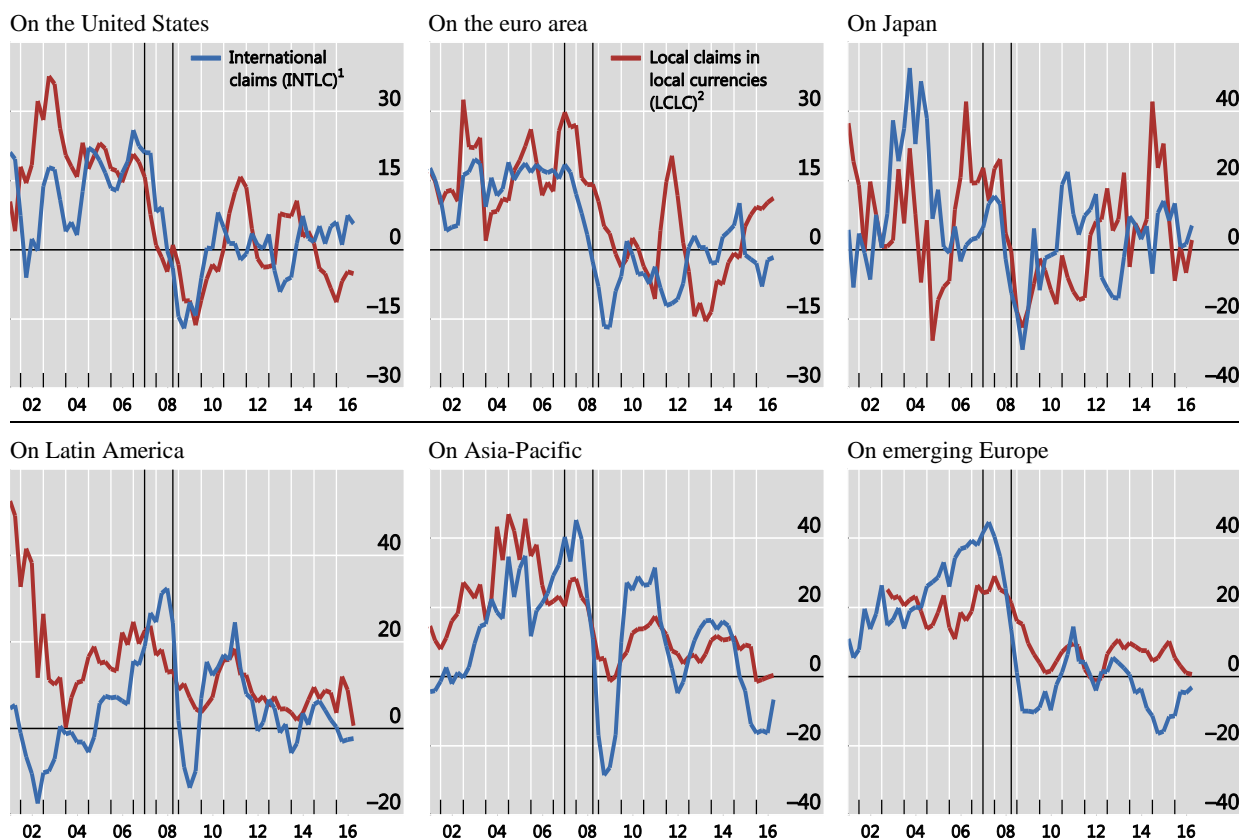 On the United States
On the euro area
On Japan
International
claims (INTLC)1
Local claims in
local currencies
(LCLC)2
30
15
0
–15
–30
30
15
0
–15
–30
40
20
0
–20
–40
02 04 06 08 10 12 14 16
02 04 06 08 10 12 14 16
02 04 06 08 10 12 14 16
On Latin America
On Asia-Pacific
On emerging Europe
40
20
0
–20
40
20
0
–20
–40
40
20
0
–20
–40
02 04 06 08 10 12 14 16
02 04 06 08 10 12 14 16
02 04 06 08 10 12 14 16